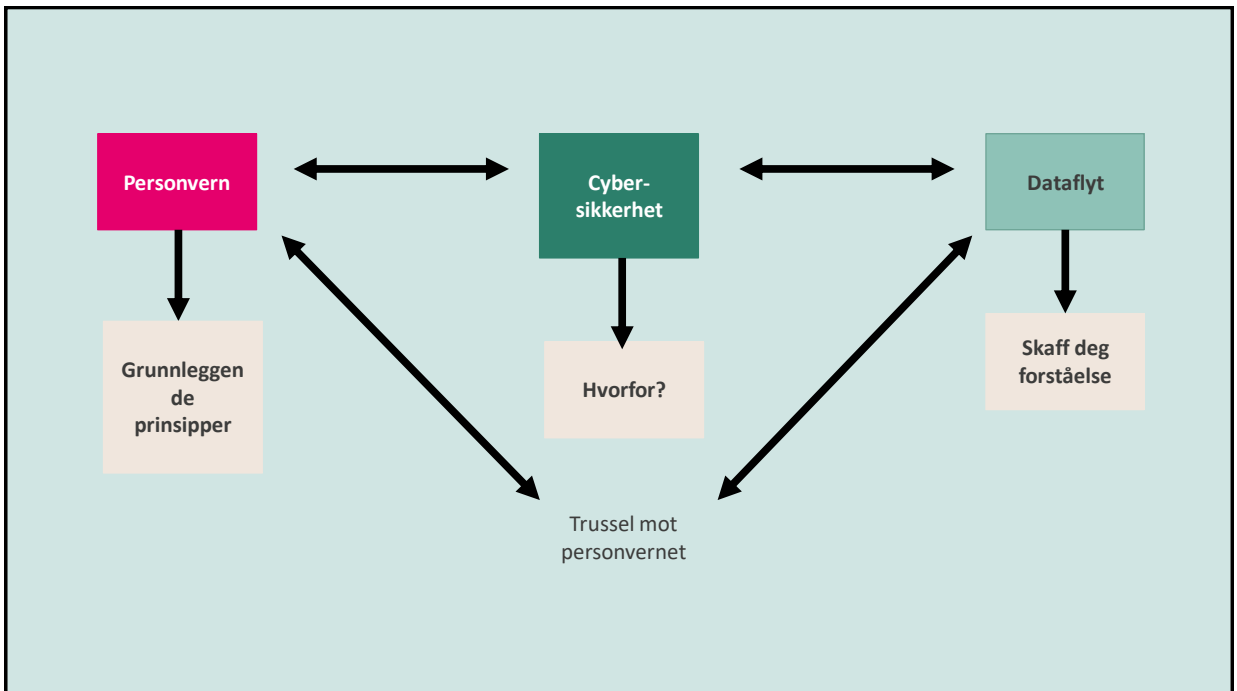 Personvern
Cyber-
sikkerhet
Dataflyt
Grunnleggen
de
prinsipper
Hvorfor?
Skaff deg
forståelse
Trussel mot
personvernet